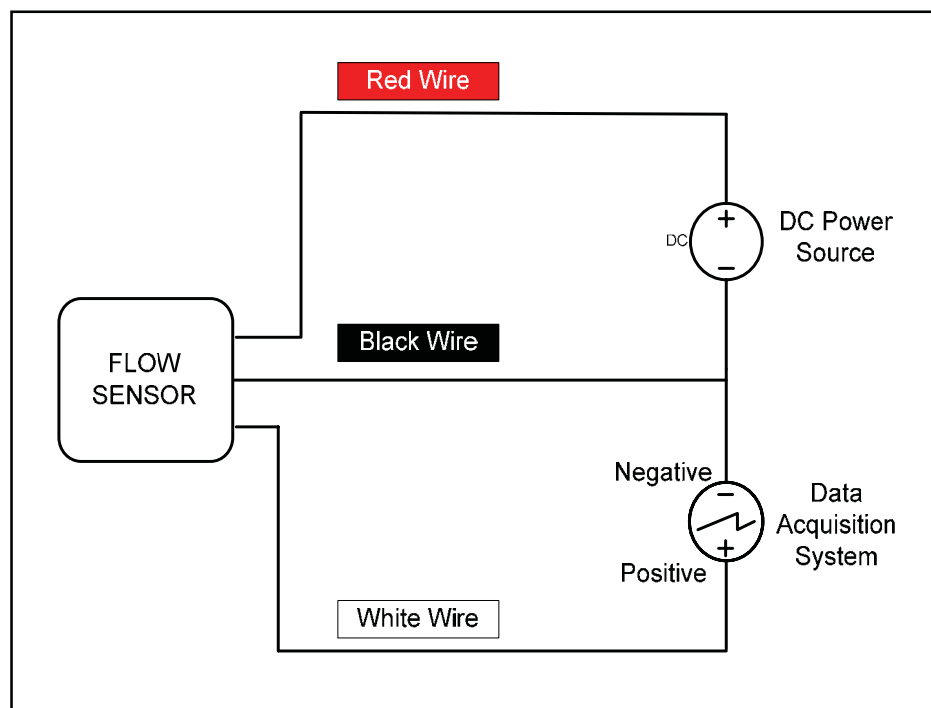 Red Wire
+
DC
−
DC Power
Source
Black Wire
FLOW
SENSOR
Negative
−
+
Positive
Data
Acquisition
System
White Wire